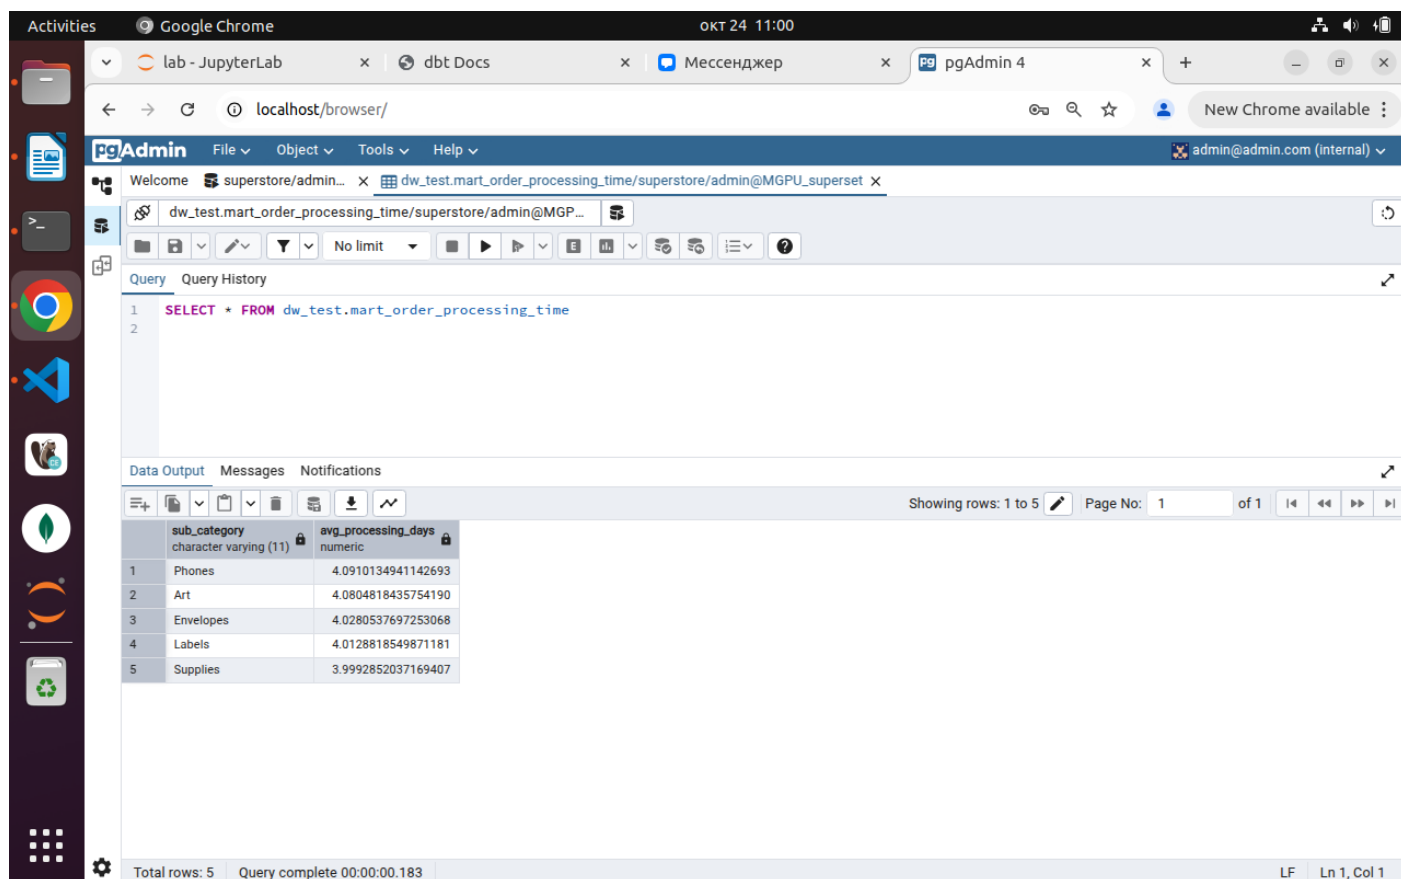 Activities Google Chrome окт 24 11:00
lab - JupyterLab dbt Docs Мессенджер pgAdmin 4
localhost/browser/ New Chrome available
pgAdmin File Object Tools Help admin@admin.com (internal)
Welcome superstore/admin... dw_test.mart_order_processing_time/superstore/admin@MGPU_superset
dw_test.mart_order_processing_time/superstore/admin@MGP...
No limit
Query Query History
1 SELECT * FROM dw_test.mart_order_processing_time
2
Data Output Messages Notifications
Showing rows: 1 to 5 Page No: 1 of 1
sub_category avg_processing_days
character varying (11) numeric
1 Phones 4.0910134941142693
2 Art 4.0804818435754190
3 Envelopes 4.0280537697253068
4 Labels 4.0128818549871181
5 Supplies 3.9992852037169407
Total rows: 5 Query complete 00:00:00.183 LF Ln 1, Col 1